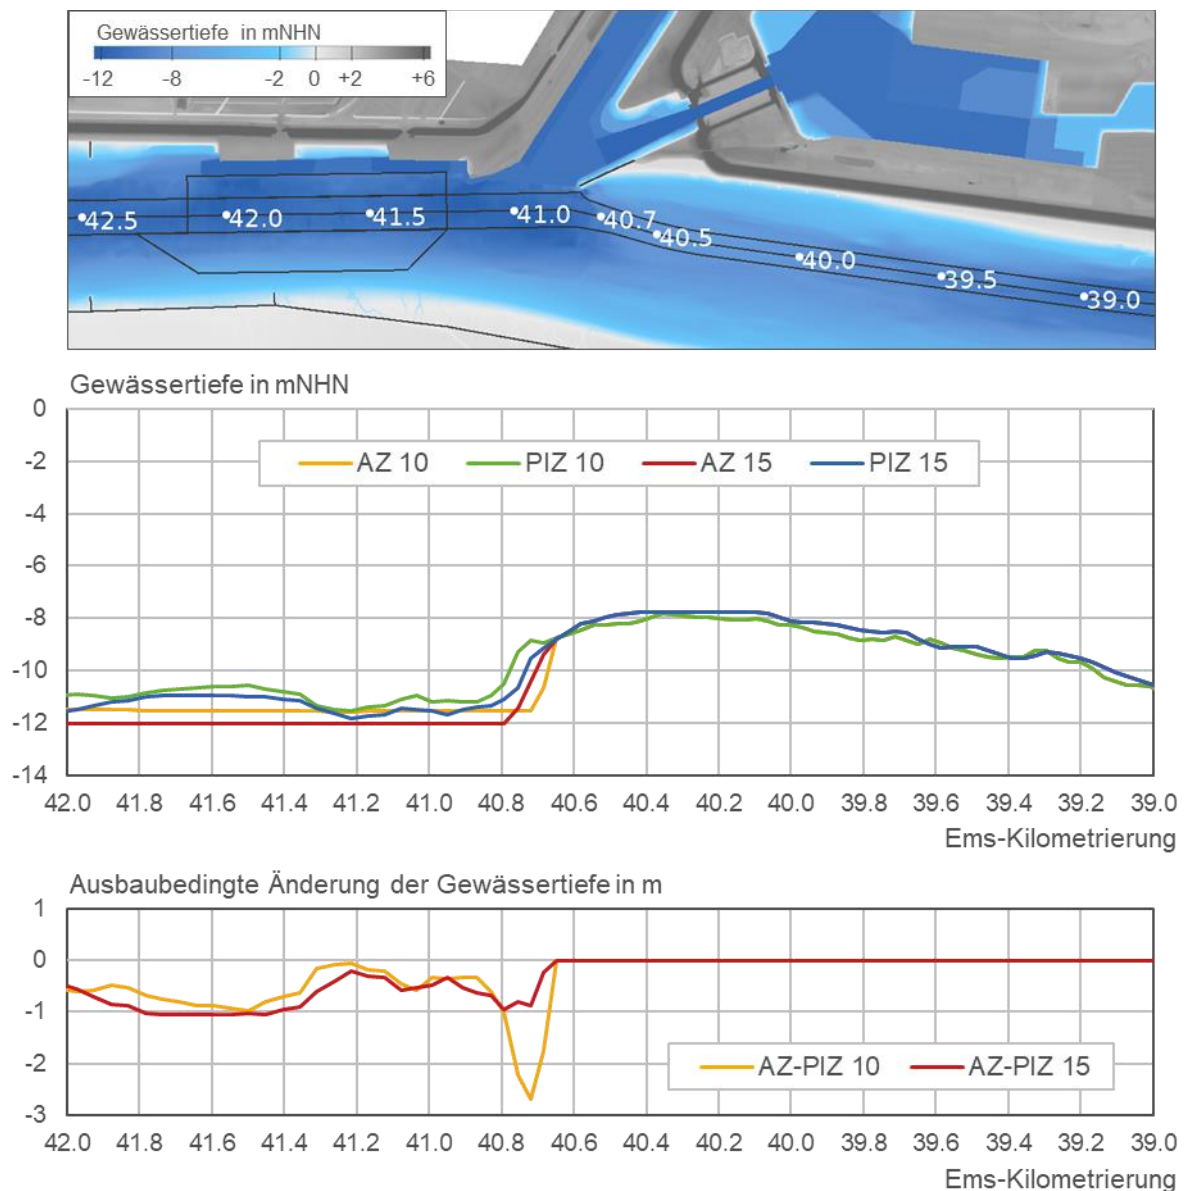 Gewässertiefe in mNHN
-12 -8 -2 0 +2 +6
42.5 42.0 41.5 41.0 40.7 40.5 40.0 39.5 39.0
Gewässertiefe in mNHN
0
-2
-4
-6
-8
-10
-12
-14
AZ 10 PIZ 10 AZ 15 PIZ 15
42.0 41.8 41.6 41.4 41.2 41.0 40.8 40.6 40.4 40.2 40.0 39.8 39.6 39.4 39.2 39.0
Ems-Kilometrierung
Ausbaubedingte Änderung der Gewässertiefe in m
1
0
-1
-2
-3
AZ-PIZ 10 AZ-PIZ 15
42.0 41.8 41.6 41.4 41.2 41.0 40.8 40.6 40.4 40.2 40.0 39.8 39.6 39.4 39.2 39.0
Ems-Kilometrierung